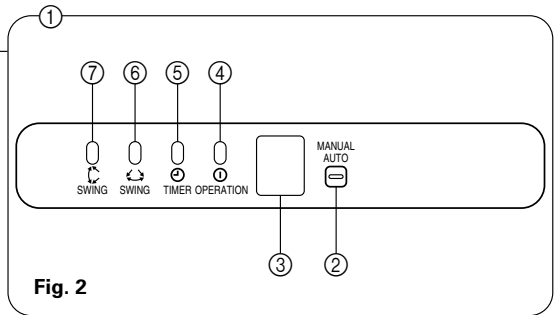 ①
⑦ ⑥ ⑤ ④
MANUAL
AUTO
SWING SWING TIMER OPERATION
③ ②
Fig. 2